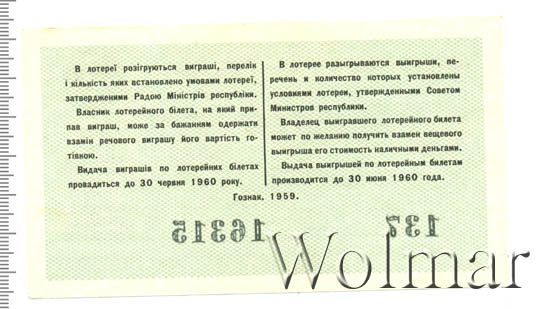 В лотереї розігруються виграші, перелік
і кількість яких встановлено умовами лотереї,
затвердженими Радою Міністрів республіки.
Власник лотерейного білета, на який при-
пав виграш, може за бажанням одержати
взамін речового виграшу його вартість го-
тівкою.
Видача виграшів по лотерейних білетах
провадиться до 30 червня 1960 року.
В лотерее разыгрываются выигрыши, пе-
речень и количество которых установлены
условиями лотереи, утвержденными Советом
Министров республики.
Владелец выигравшего лотерейного билета
может по желанию получить взамен вещевого
выигрыша его стоимость наличными деньгами.
Выдача выигрышей по лотерейным билетам
производится до 30 июня 1960 года.
Гознак. 1959.
16315
137
Wolmar